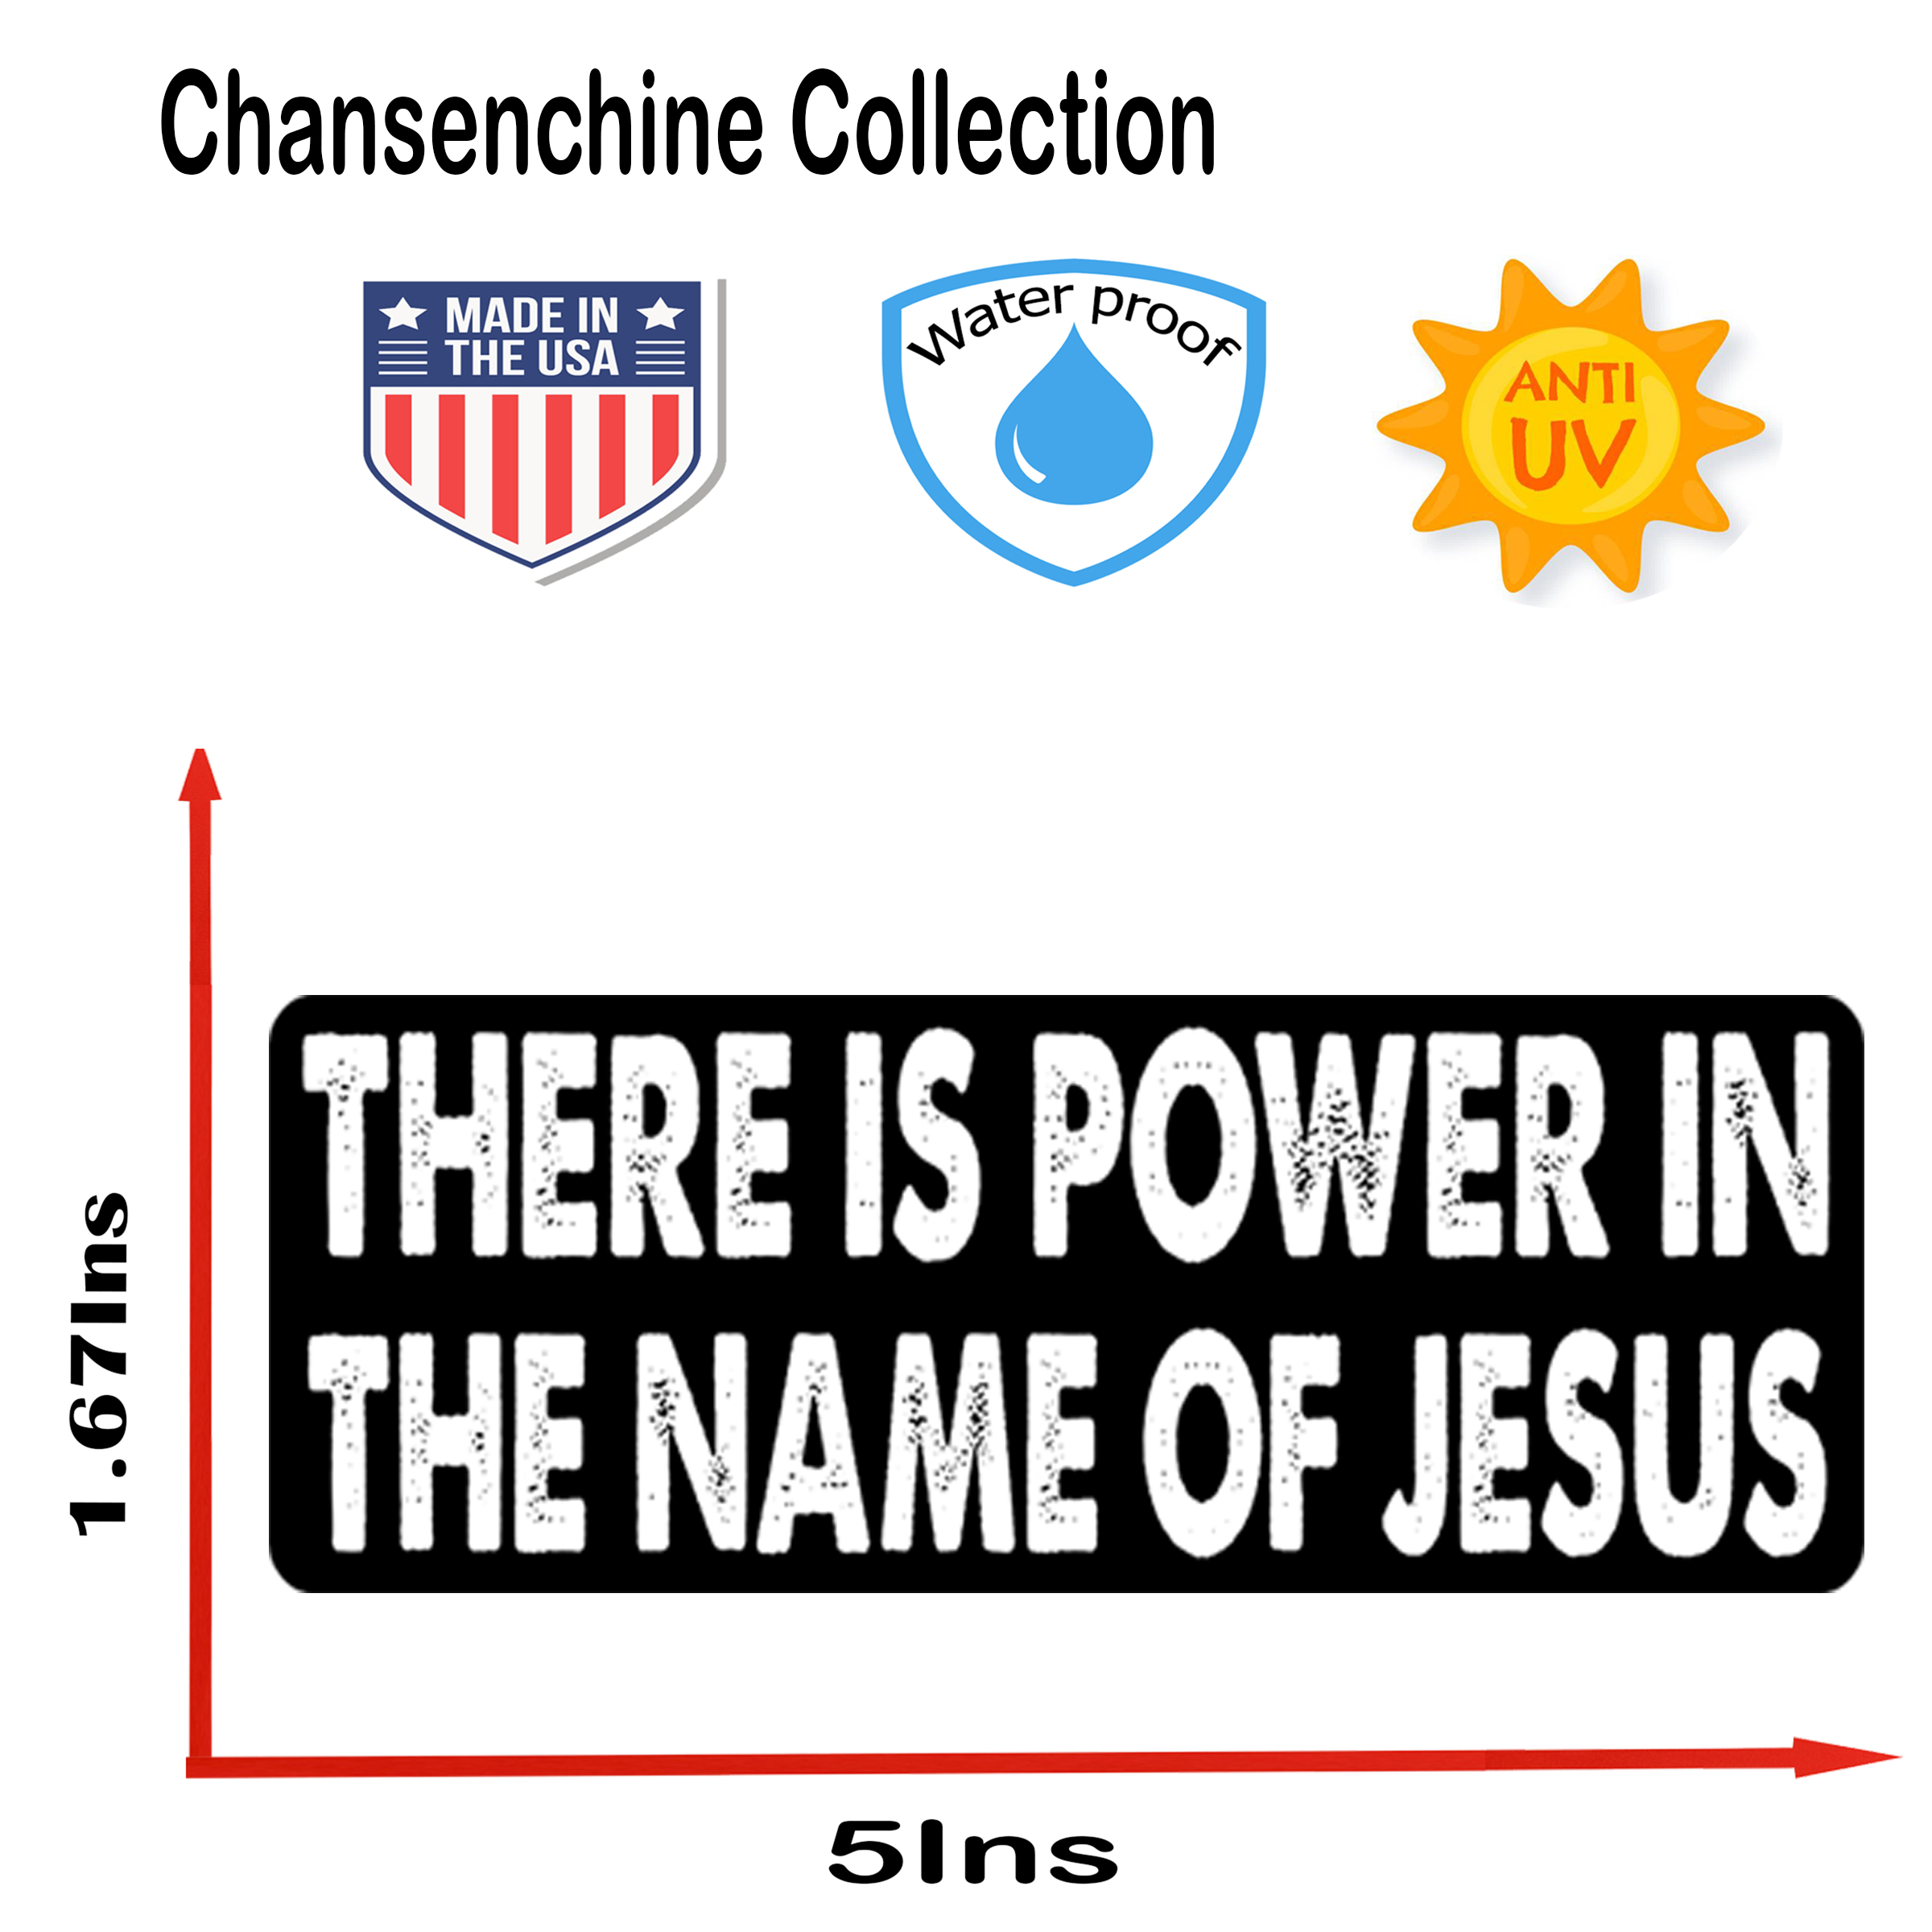 Chansenchine Collection
MADE IN
THE USA
Water proof
ANTI
UV
THERE IS POWER IN
THE NAME OF JESUS
1.67Ins
5Ins